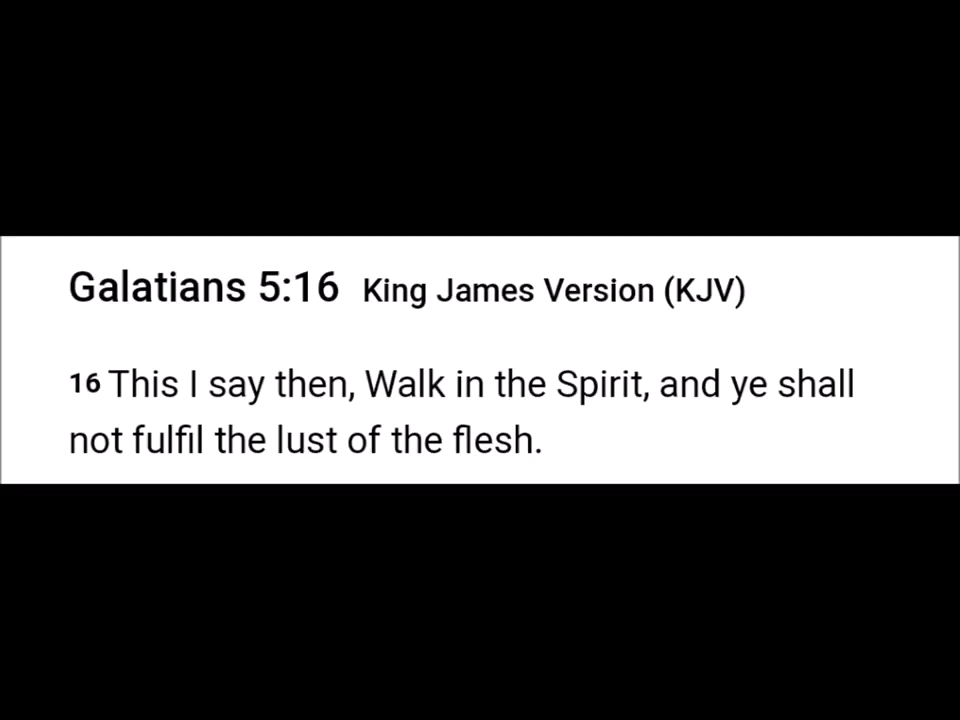 Galatians 5:16 King James Version (KJV)
16 This I say then, Walk in the Spirit, and ye shall
not fulfil the lust of the flesh.